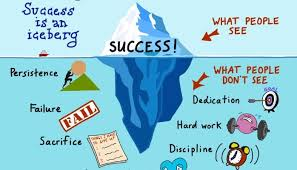 Success
is an
iceberg
WHAT PEOPLE
SEE
SUCCESS!
WHAT PEOPLE
DON'T SEE
Persistence
Failure
FAIL
Sacrifice
Dedication
GOAL
Hard work
Discipline